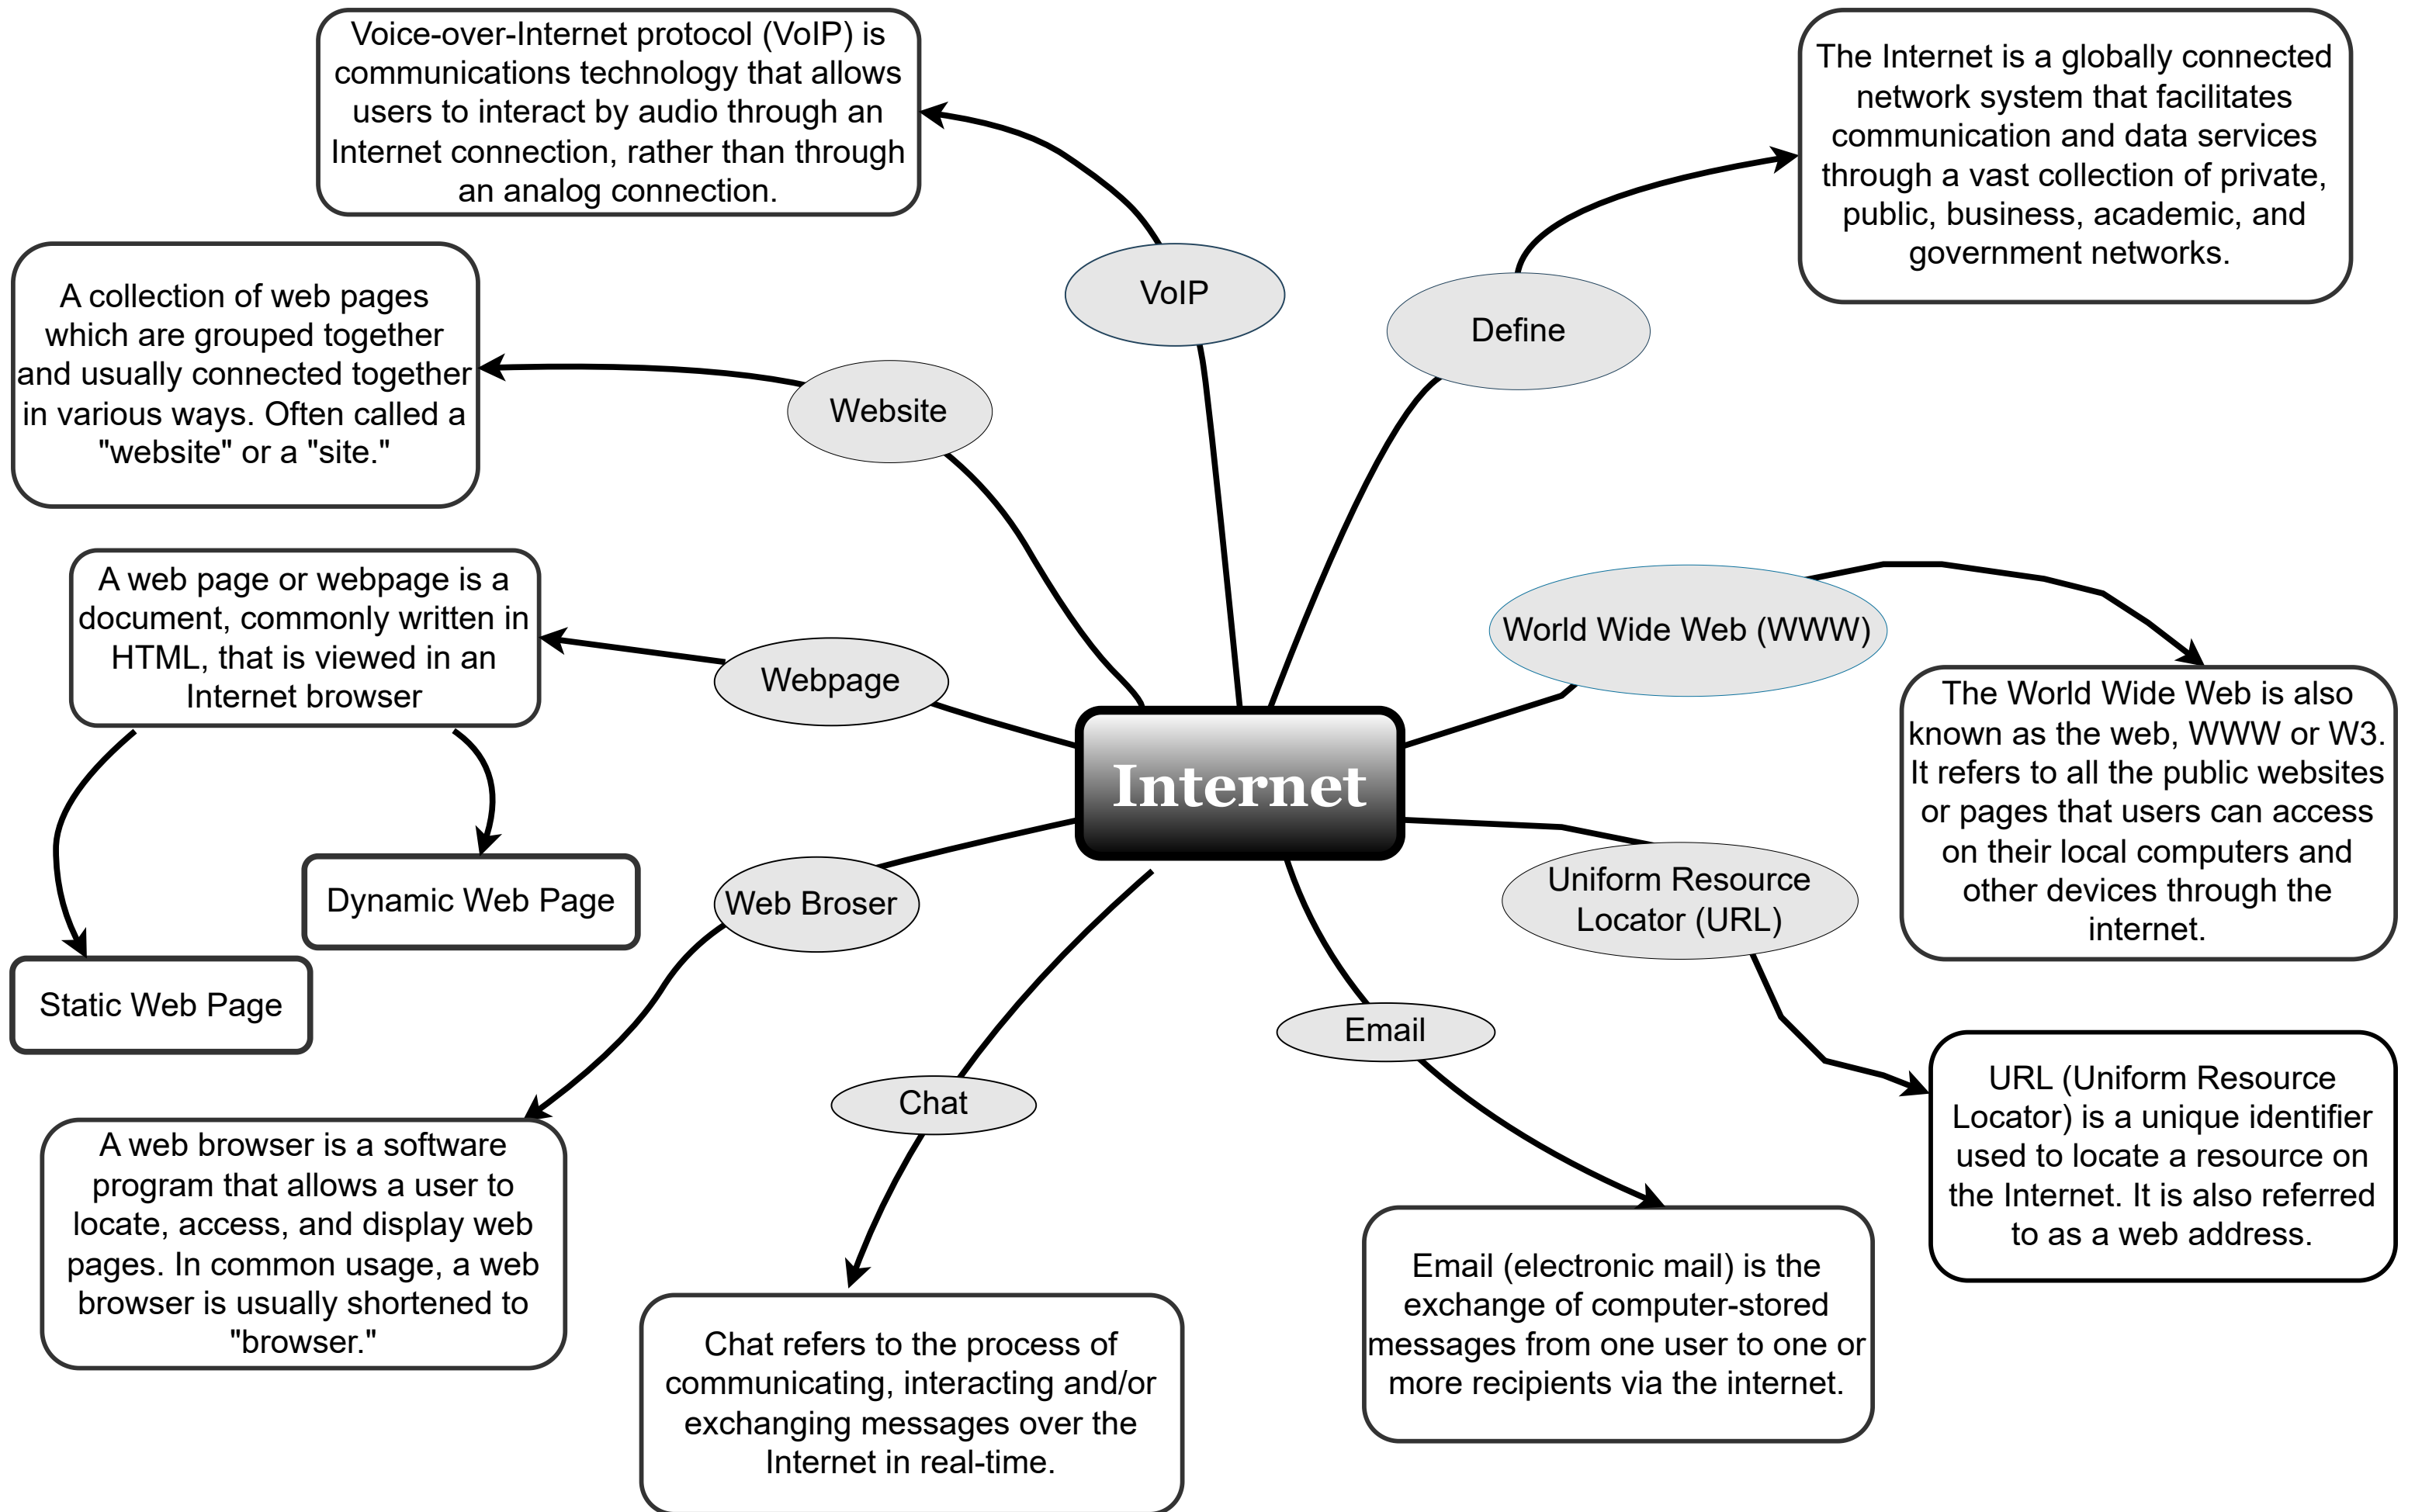 Voice-over-Internet protocol (VoIP) is
communications technology that allows
users to interact by audio through an
Internet connection, rather than through
an analog connection.
The Internet is a globally connected
network system that facilitates
communication and data services
through a vast collection of private,
public, business, academic, and
government networks.
VoIP
Define
A collection of web pages
which are grouped together
and usually connected together
in various ways. Often called a
"website" or a "site."
Website
A web page or webpage is a
document, commonly written in
HTML, that is viewed in an
Internet browser
Webpage
World Wide Web (WWW)
The World Wide Web is also
known as the web, WWW or W3.
It refers to all the public websites
or pages that users can access
on their local computers and
other devices through the
internet.
Internet
Dynamic Web Page
Static Web Page
Web Broser
Uniform Resource
Locator (URL)
Email
Chat
URL (Uniform Resource
Locator) is a unique identifier
used to locate a resource on
the Internet. It is also referred
to as a web address.
A web browser is a software
program that allows a user to
locate, access, and display web
pages. In common usage, a web
browser is usually shortened to
"browser."
Chat refers to the process of
communicating, interacting and/or
exchanging messages over the
Internet in real-time.
Email (electronic mail) is the
exchange of computer-stored
messages from one user to one or
more recipients via the internet.